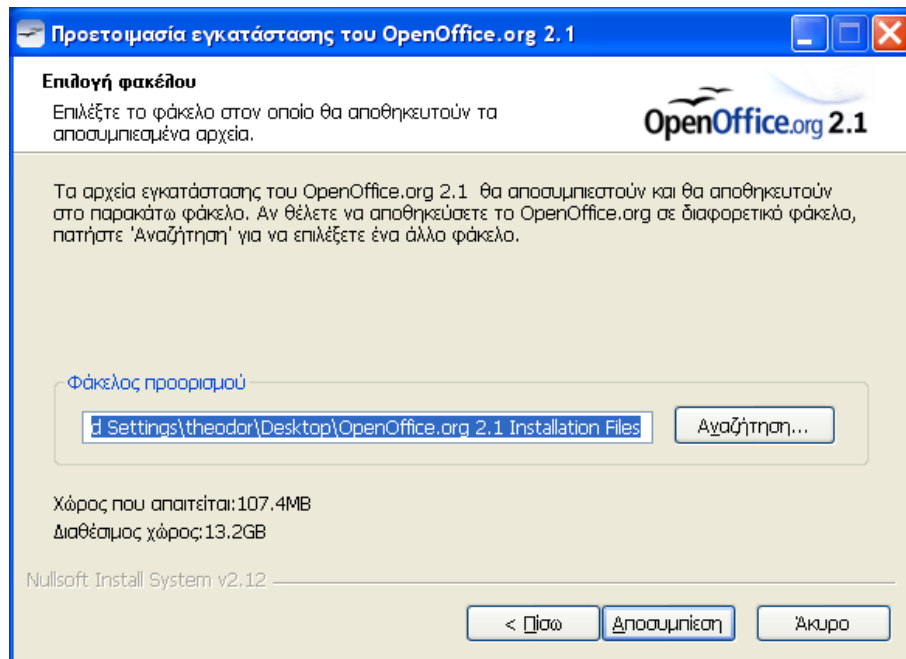 Προετοιμασία εγκατάστασης του OpenOffice.org 2.1
Επιλογή φακέλου
Επιλέξτε το φάκελο στον οποίο θα αποθηκευτούν τα
αποσυμπιεσμένα αρχεία.
OpenOffice.org 2.1
Τα αρχεία εγκατάστασης του OpenOffice.org 2.1 θα αποσυμπιεστούν και θα αποθηκευτούν
στο παρακάτω φάκελο. Αν θέλετε να αποθηκεύσετε το OpenOffice.org σε διαφορετικό φάκελο,
πατήστε 'Αναζήτηση' για να επιλέξετε ένα άλλο φάκελο.
Φάκελος προορισμού
d Settings\theodor\Desktop\OpenOffice.org 2.1 Installation Files
Αναζήτηση...
Χώρος που απαιτείται:107.4MB
Διαθέσιμος χώρος:13.2GB
Nullsoft Install System v2.12
< Πίσω
Αποσυμπίεση
Άκυρο